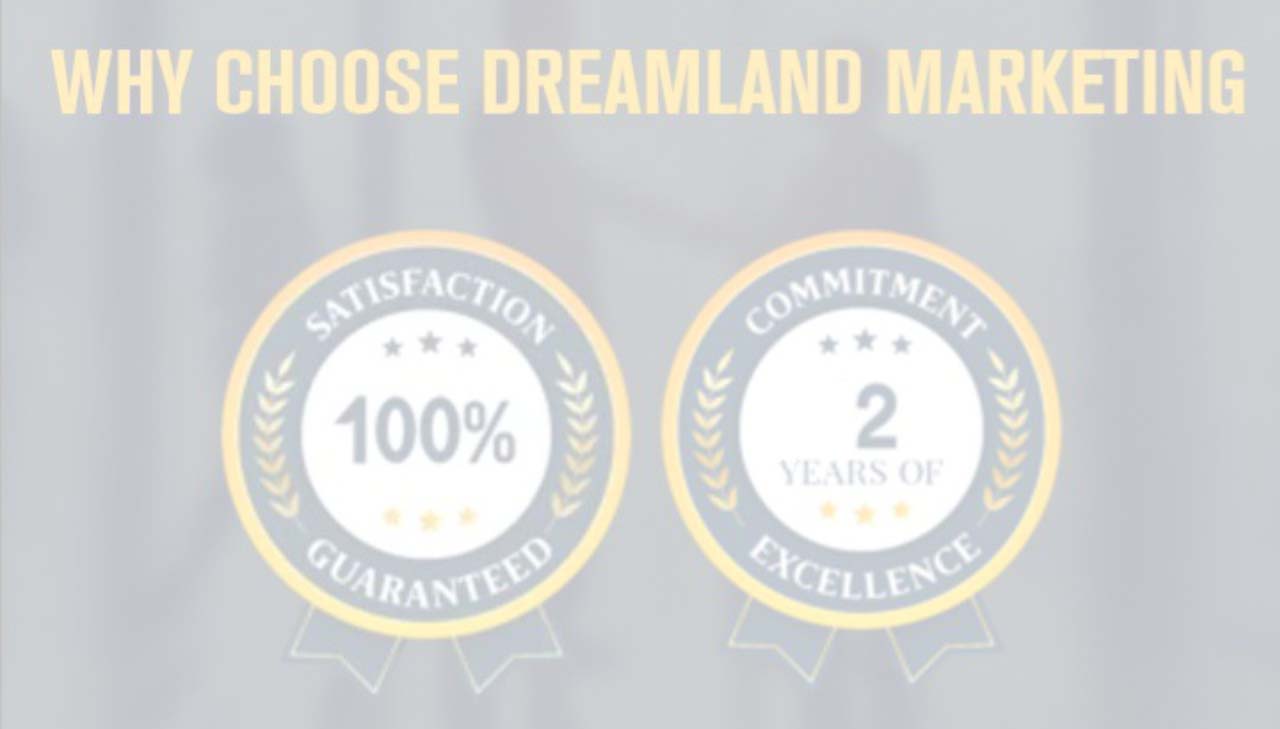 WHY CHOOSE DREAMLAND MARKETING
SATISFACTION
100%
GUARANTEED
COMMITMENT
2
YEARS OF
EXCELLENCE